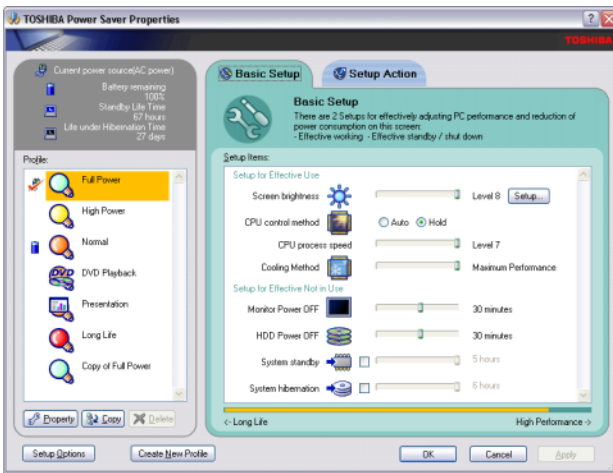 TOSHIBA Power Saver Properties
TOSHIBA
Current power source(AC power)
Battery remaining
100%
Standby Life Time
67 hours
Life under Hibernation Time
27 days
Profile:
Full Power
High Power
Normal
DVD
DVD Playback
Presentation
Long Life
Copy of Full Power
Property
Copy
Delete
Setup Options
Create New Profile
Basic Setup
Setup Action
Basic Setup
There are 2 Setups for effectively adjusting PC performance and reduction of
power consumption on this screen:
- Effective working - Effective standby / shut down
Setup Items:
Setup for Effective Use
Screen brightness Level 8 Setup...
CPU control method Auto Hold
CPU process speed Level 7
Cooling Method Maximum Performance
Setup for Effective Not in Use
Monitor Power OFF 30 minutes
HDD Power OFF 30 minutes
System standby 5 hours
System hibernation 6 hours
<- Long Life High Performance ->
OK Cancel Apply